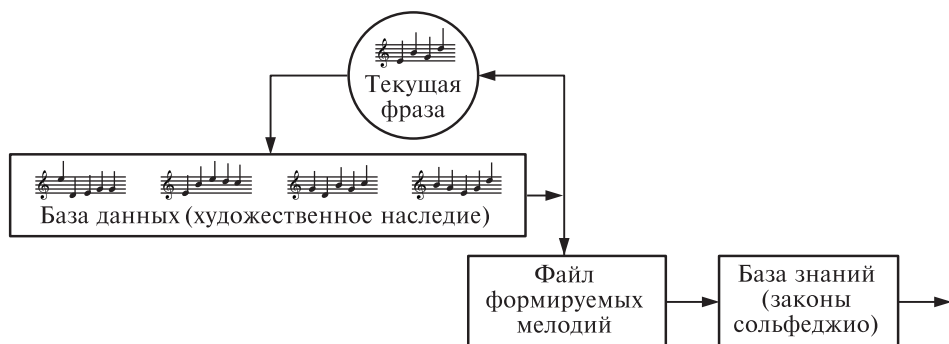 Текущая
фраза
База данных (художественное наследие)
Файл
формируемых
мелодий
База знаний
(законы
сольфеджио)